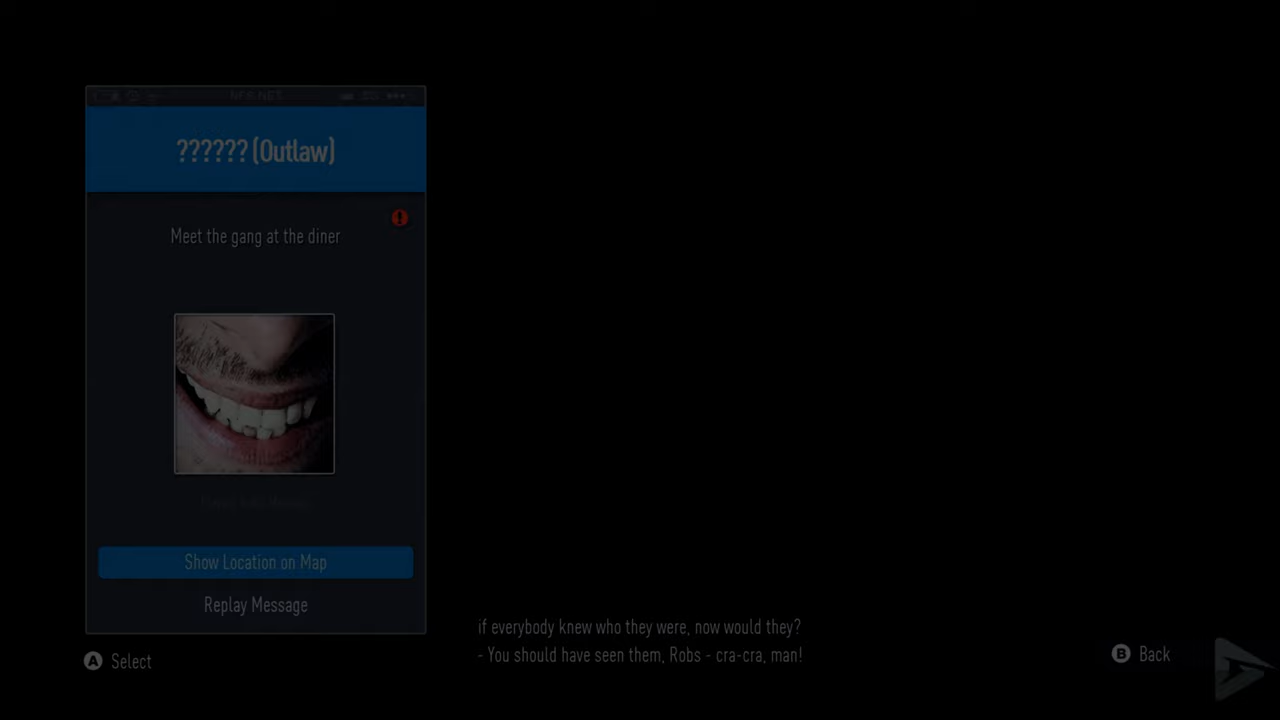 ?????? (Outlaw)
Meet the gang at the diner
Show Location on Map
Replay Message
A Select
if everybody knew who they were, now would they?
- You should have seen them, Robs - cra-cra, man!
B Back